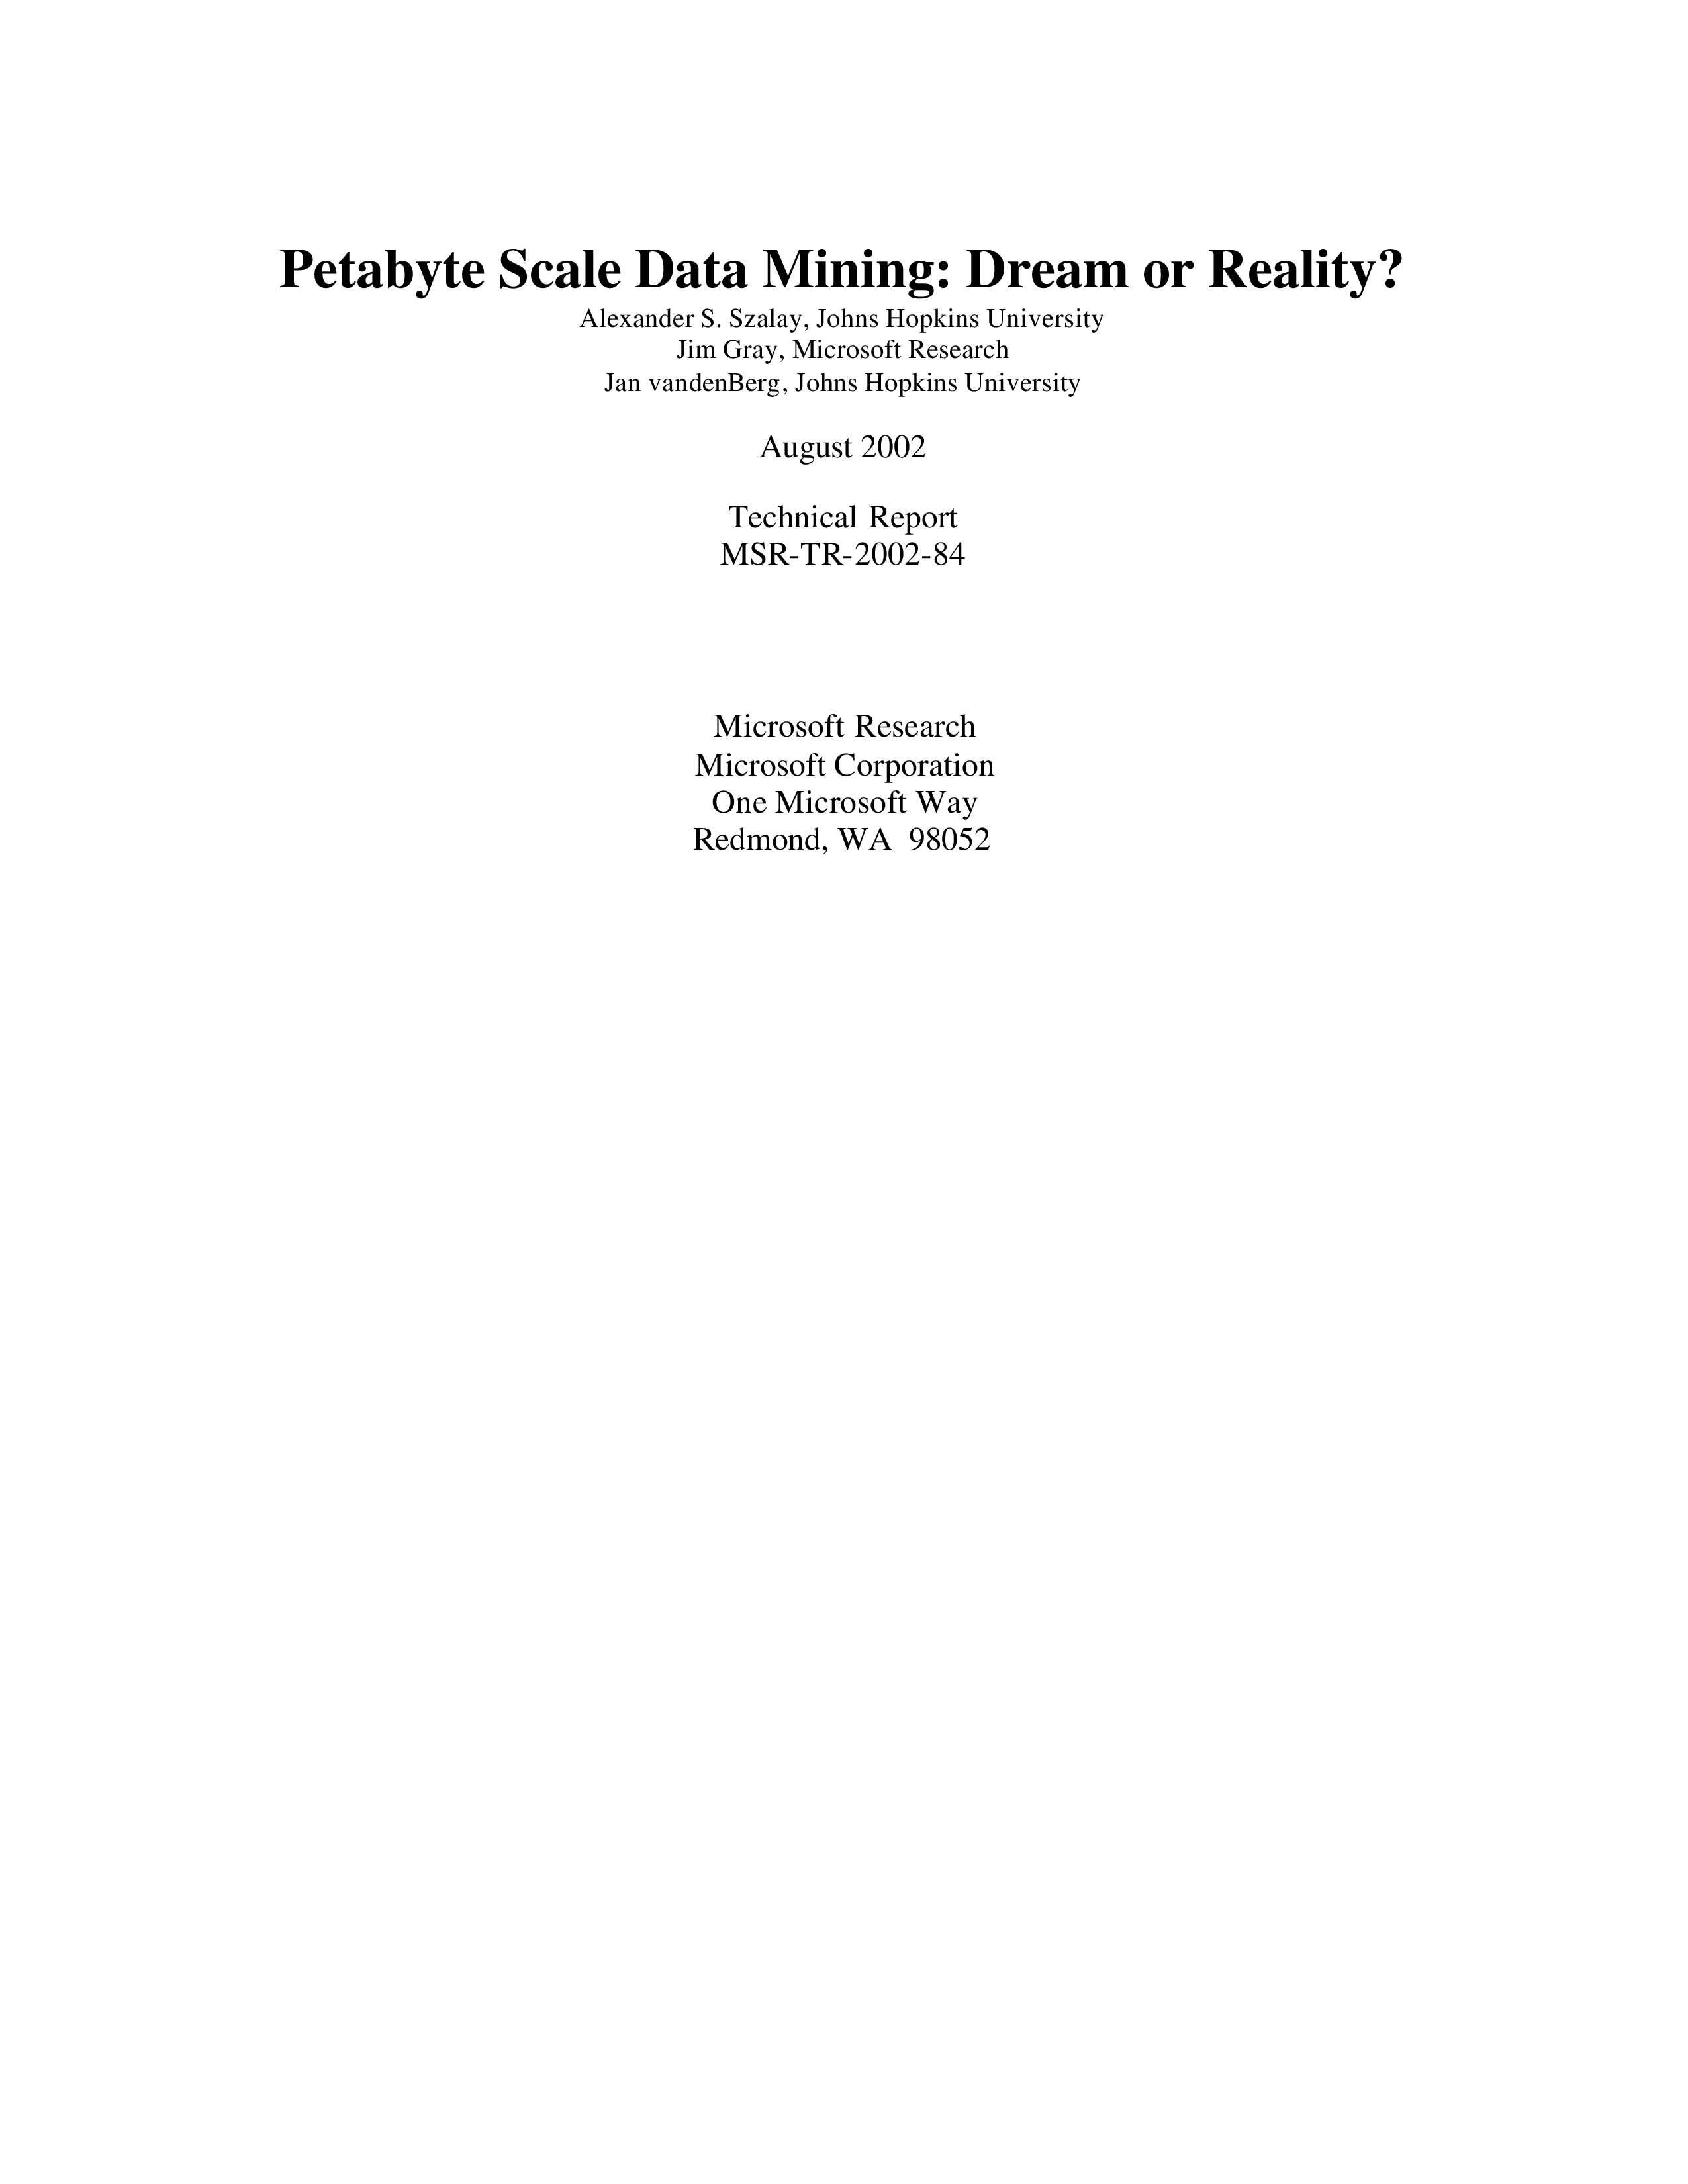 Petabyte Scale Data Mining: Dream or Reality?
Alexander S. Szalay, Johns Hopkins University
Jim Gray, Microsoft Research
Jan vandenBerg, Johns Hopkins University
August 2002
Technical Report
MSR-TR-2002-84
Microsoft Research
Microsoft Corporation
One Microsoft Way
Redmond, WA  98052